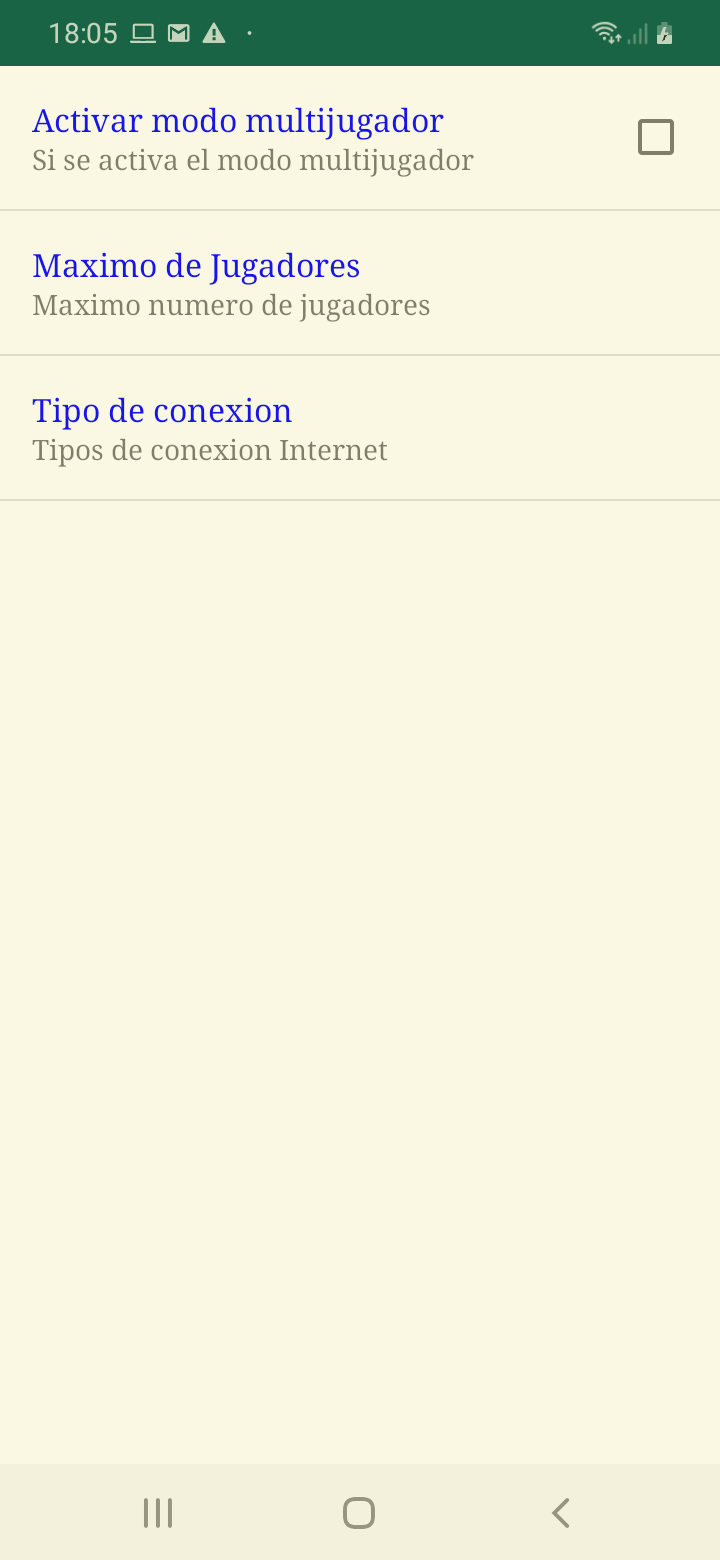 18:05
Activar modo multijugador
Si se activa el modo multijugador
Maximo de Jugadores
Maximo numero de jugadores
Tipo de conexion
Tipos de conexion Internet